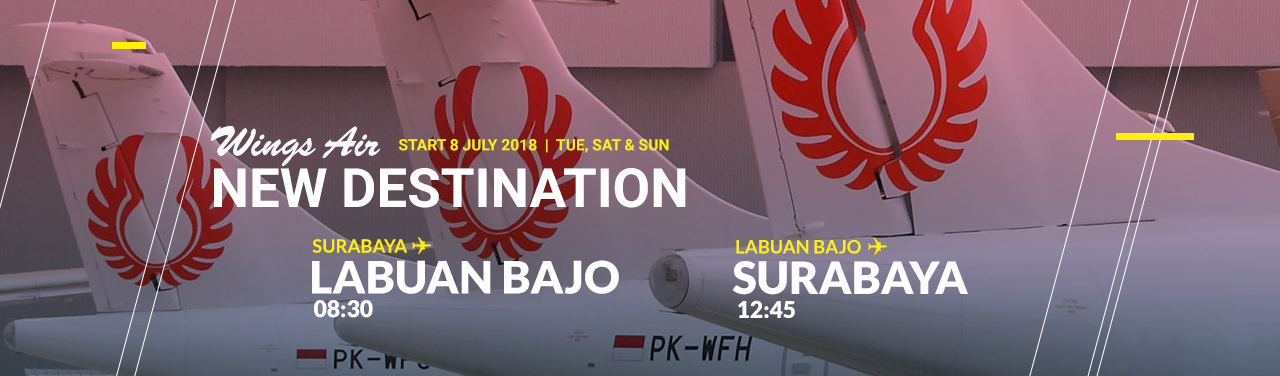 Wings Air START 8 JULY 2018 | TUE, SAT & SUN
NEW DESTINATION
SURABAYA
LABUAN BAJO
08:30
LABUAN BAJO
SURABAYA
12:45
PK-WFH